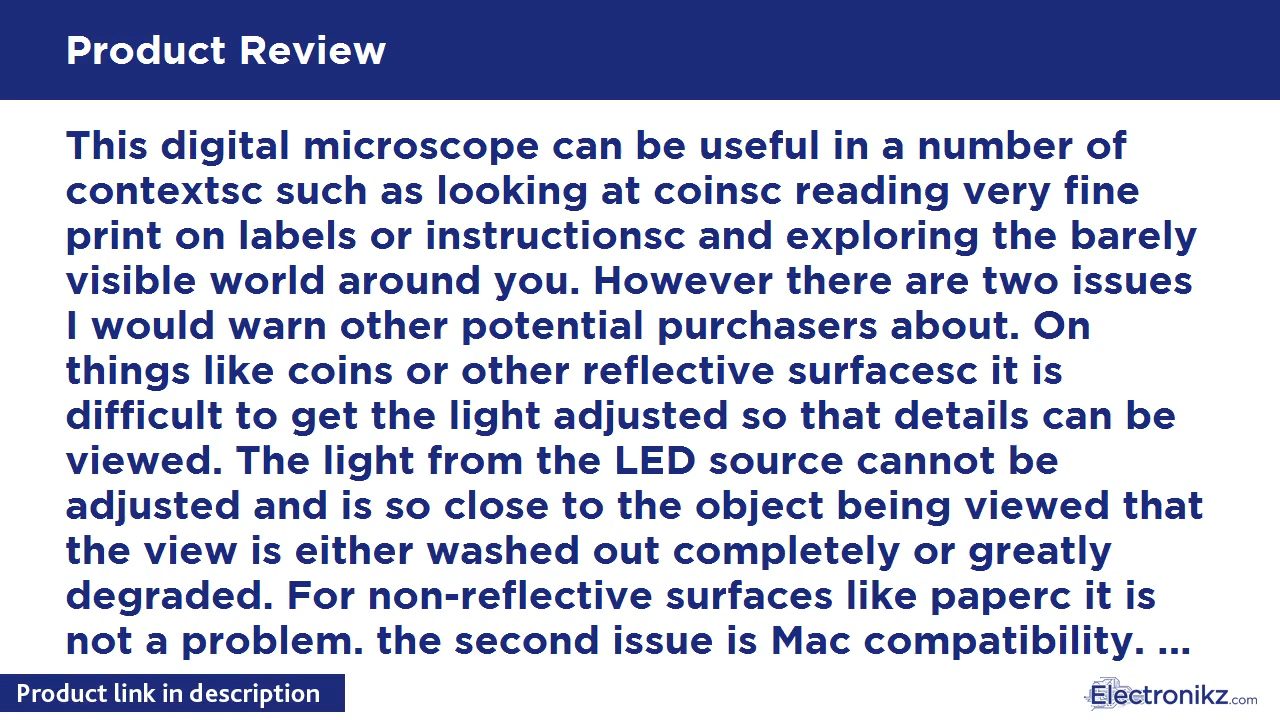 Product Review
This digital microscope can be useful in a number of
contextsc such as looking at coinsc reading very fine
print on labels or instructionsc and exploring the barely
visible world around you. However there are two issues
I would warn other potential purchasers about. On
things like coins or other reflective surfacesc it is
difficult to get the light adjusted so that details can be
viewed. The light from the LED source cannot be
adjusted and is so close to the object being viewed that
the view is either washed out completely or greatly
degraded. For non-reflective surfaces like paperc it is
not a problem. the second issue is Mac compatibility. ...
Product link in description
Electronikz.com